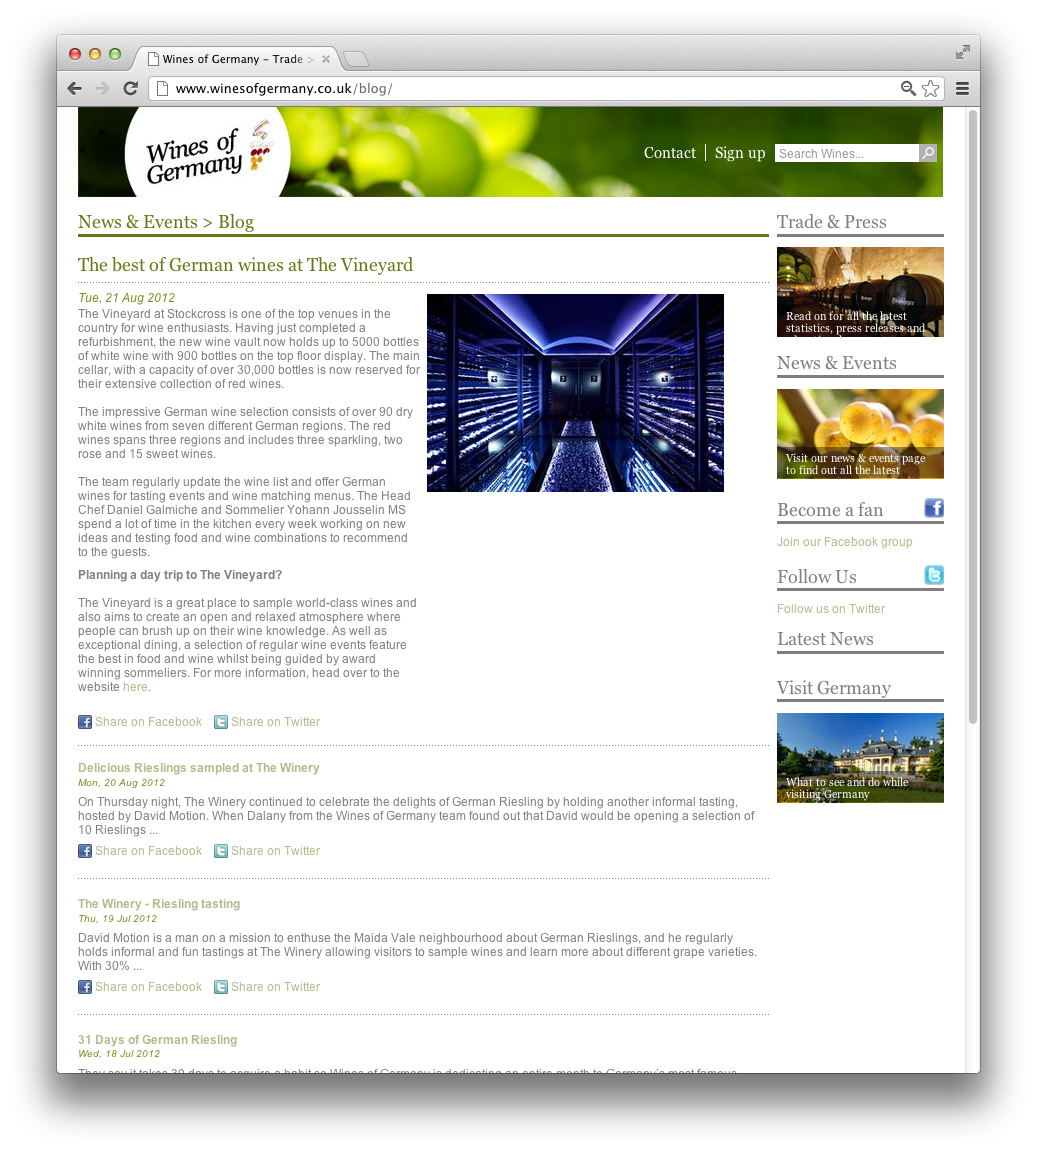 Wines of Germany – Trade >
www.winesofgermany.co.uk/blog/
Wines of
Germany
Contact
Sign up
Search Wines...
News & Events > Blog
The best of German wines at The Vineyard
Tue, 21 Aug 2012
The Vineyard at Stockcross is one of the top venues in the
country for wine enthusiasts. Having just completed a
refurbishment, the new wine vault now holds up to 5000 bottles
of white wine with 900 bottles on the top floor display. The main
cellar, with a capacity of over 30,000 bottles is now reserved for
their extensive collection of red wines.
The impressive German wine selection consists of over 90 dry
white wines from seven different German regions. The red
wines spans three regions and includes three sparkling, two
rose and 15 sweet wines.
The team regularly update the wine list and offer German
wines for tasting events and wine matching menus. The Head
Chef Daniel Galmiche and Sommelier Yohann Jousselin MS
spend a lot of time in the kitchen every week working on new
ideas and testing food and wine combinations to recommend
to the guests.
Planning a day trip to The Vineyard?
The Vineyard is a great place to sample world-class wines and
also aims to create an open and relaxed atmosphere where
people can brush up on their wine knowledge. As well as
exceptional dining, a selection of regular wine events feature
the best in food and wine whilst being guided by award
winning sommeliers. For more information, head over to the
website here.
Share on Facebook Share on Twitter
Delicious Rieslings sampled at The Winery
Mon, 20 Aug 2012
On Thursday night, The Winery continued to celebrate the delights of German Riesling by holding another informal tasting,
hosted by David Motion. When Dalany from the Wines of Germany team found out that David would be opening a selection of
10 Rieslings ...
Share on Facebook Share on Twitter
The Winery - Riesling tasting
Thu, 19 Jul 2012
David Motion is a man on a mission to enthuse the Maida Vale neighbourhood about German Rieslings, and he regularly
holds informal and fun tastings at The Winery allowing visitors to sample wines and learn more about different grape varieties.
With 30% ...
Share on Facebook Share on Twitter
31 Days of German Riesling
Wed, 18 Jul 2012
They say it takes 30 days to acquire a habit so Wines of Germany is dedicating an entire month to Germany's most famous
Trade & Press
Read on for all the latest
statistics, press releases and
News & Events
Visit our news & events page
to find out all the latest
Become a fan
Join our Facebook group
Follow Us
Follow us on Twitter
Latest News
Visit Germany
What to see and do while
visiting Germany